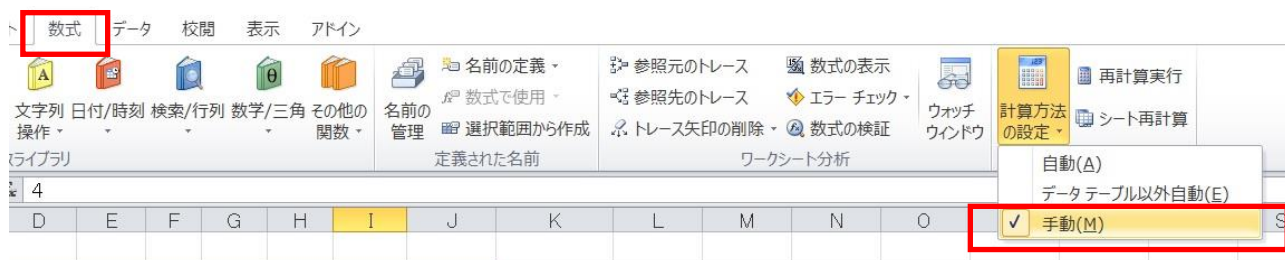 ト 数式 データ 校閲 表示 アドイン
文字列操作 日付/時刻 検索/行列 数学/三角 その他の関数
名前の管理 名前の定義
数式で使用
選択範囲から作成
参照元のトレース 数式の表示
参照先のトレース エラー チェック
トレース矢印の削除 数式の検証
ウォッチウィンドウ
計算方法の設定 再計算実行
シート再計算
ライブラリ 定義された名前 ワークシート分析
自動(A)
データ テーブル以外自動(E)
手動(M)
4
D E F G H I J K L M N O S